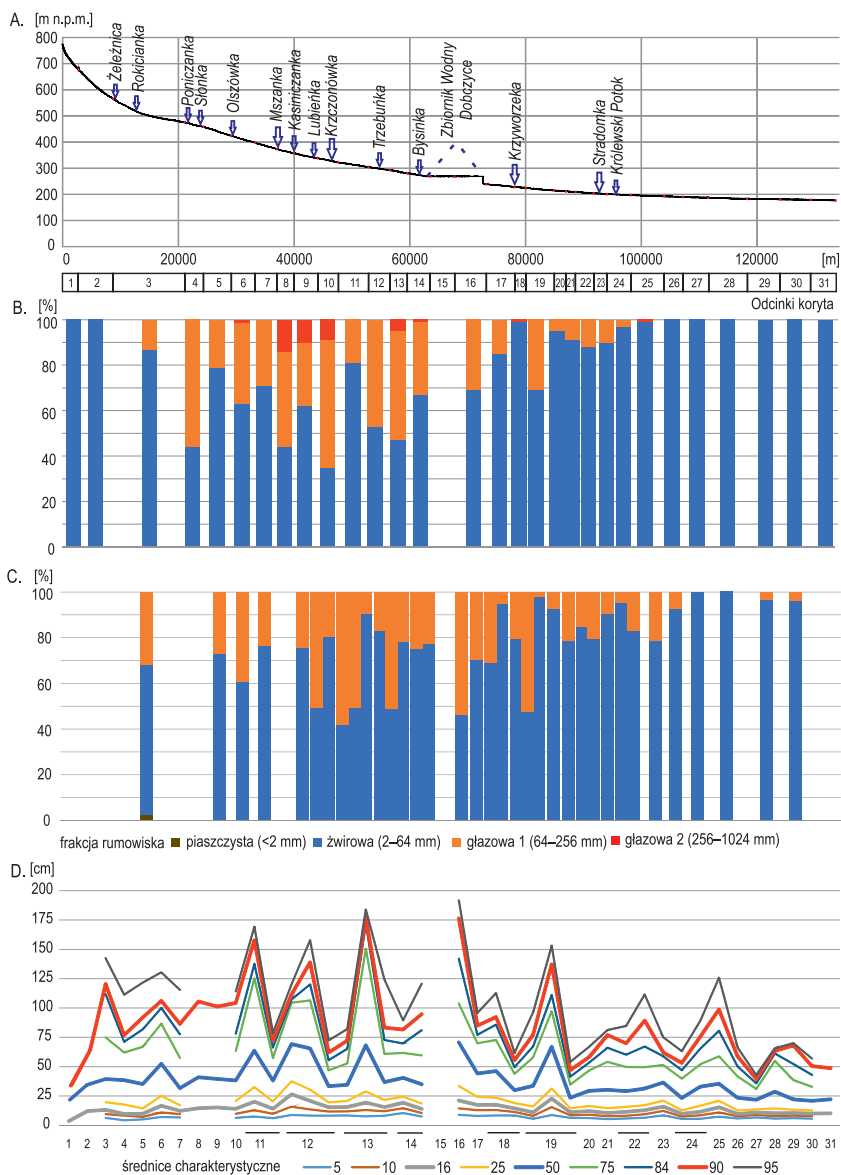 A. [m n.p.m.]
800
700
600
500
400
300
200
100
0
Żeleźnica
Rokicianka
Poniczanka
Słonka
Olszówka
Mszanka
Kasiniczanka
Lubieńka
Krzczonówka
Trzebuńka
Bysinka
Zbiornik Wodny
Dobczyce
Krzyworzeka
Stradomka
Królewski Potok
0 20000 40000 60000 80000 100000 120000 [m]
1 2 3 4 5 6 7 8 9 10 11 12 13 14 15 16 17 18 19 20 21 22 23 24 25 26 27 28 29 30 31
Odcinki koryta
B. [%]
100
80
60
40
20
0
C. [%]
100
80
60
40
20
0
frakcja rumowiska piaszczysta (<2 mm) żwirowa (2–64 mm) głazowa 1 (64–256 mm) głazowa 2 (256–1024 mm)
D. [cm]
200
175
150
125
100
75
50
25
0
1 2 3 4 5 6 7 8 9 10 11 12 13 14 15 16 17 18 19 20 21 22 23 24 25 26 27 28 29 30 31
średnice charakterystyczne 5 10 16 25 50 75 84 90 95